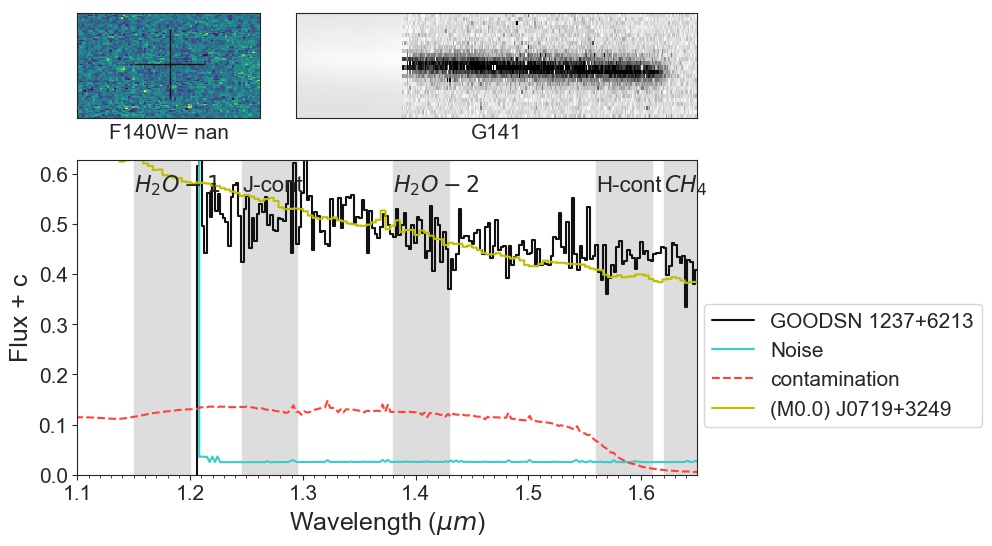 F140W= nan
G141
H₂O − 1
J-cont
H₂O − 2
H-cont
CH₄
0.6
0.5
0.4
0.3
0.2
0.1
0.0
Flux + c
1.1
1.2
1.3
1.4
1.5
1.6
Wavelength (μm)
GOODSN 1237+6213
Noise
contamination
(M0.0) J0719+3249